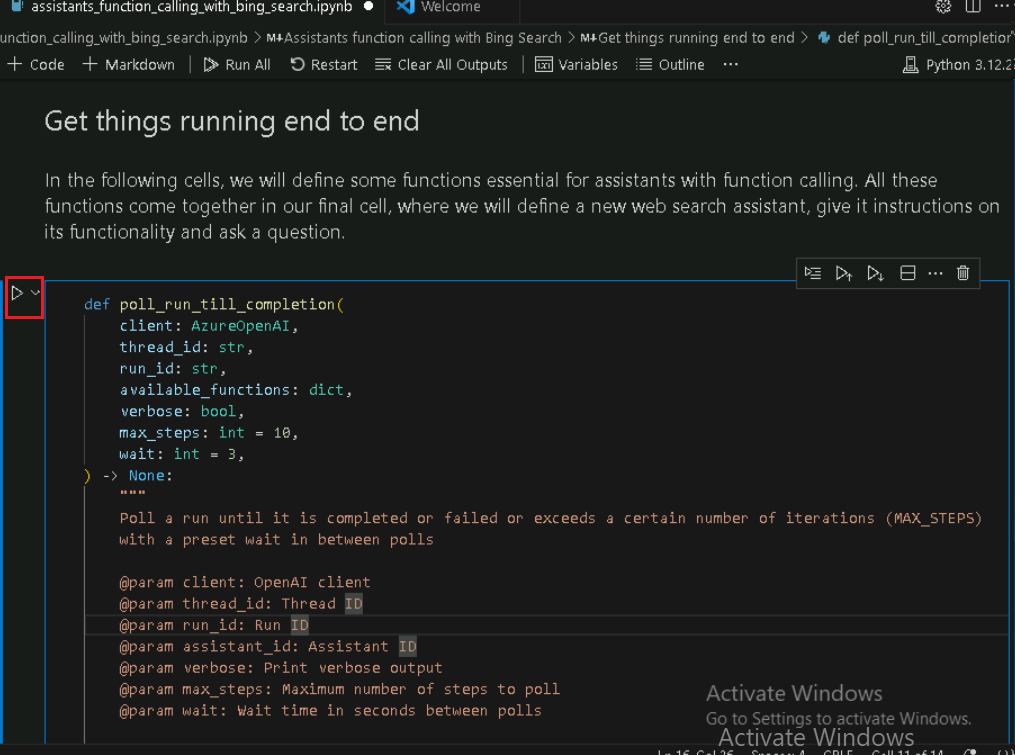 assistants_function_calling_with_bing_search.ipynb ● Welcome ···
unction_calling_with_bing_search.ipynb > M↓Assistants function calling with Bing Search > M↓Get things running end to end > def poll_run_till_completion
+ Code + Markdown | Run All Restart Clear All Outputs | Variables Outline ··· Python 3.12.2
Get things running end to end
In the following cells, we will define some functions essential for assistants with function calling. All these
functions come together in our final cell, where we will define a new web search assistant, give it instructions on
its functionality and ask a question.
def poll_run_till_completion(
client: AzureOpenAI,
thread_id: str,
run_id: str,
available_functions: dict,
verbose: bool,
max_steps: int = 10,
wait: int = 3,
) -> None:
"""
Poll a run until it is completed or failed or exceeds a certain number of iterations (MAX_STEPS)
with a preset wait in between polls
@param client: OpenAI client
@param thread_id: Thread ID
@param run_id: Run ID
@param assistant_id: Assistant ID
@param verbose: Print verbose output
@param max_steps: Maximum number of steps to poll
@param wait: Wait time in seconds between polls
Activate Windows
Go to Settings to activate Windows.
Activate Windows